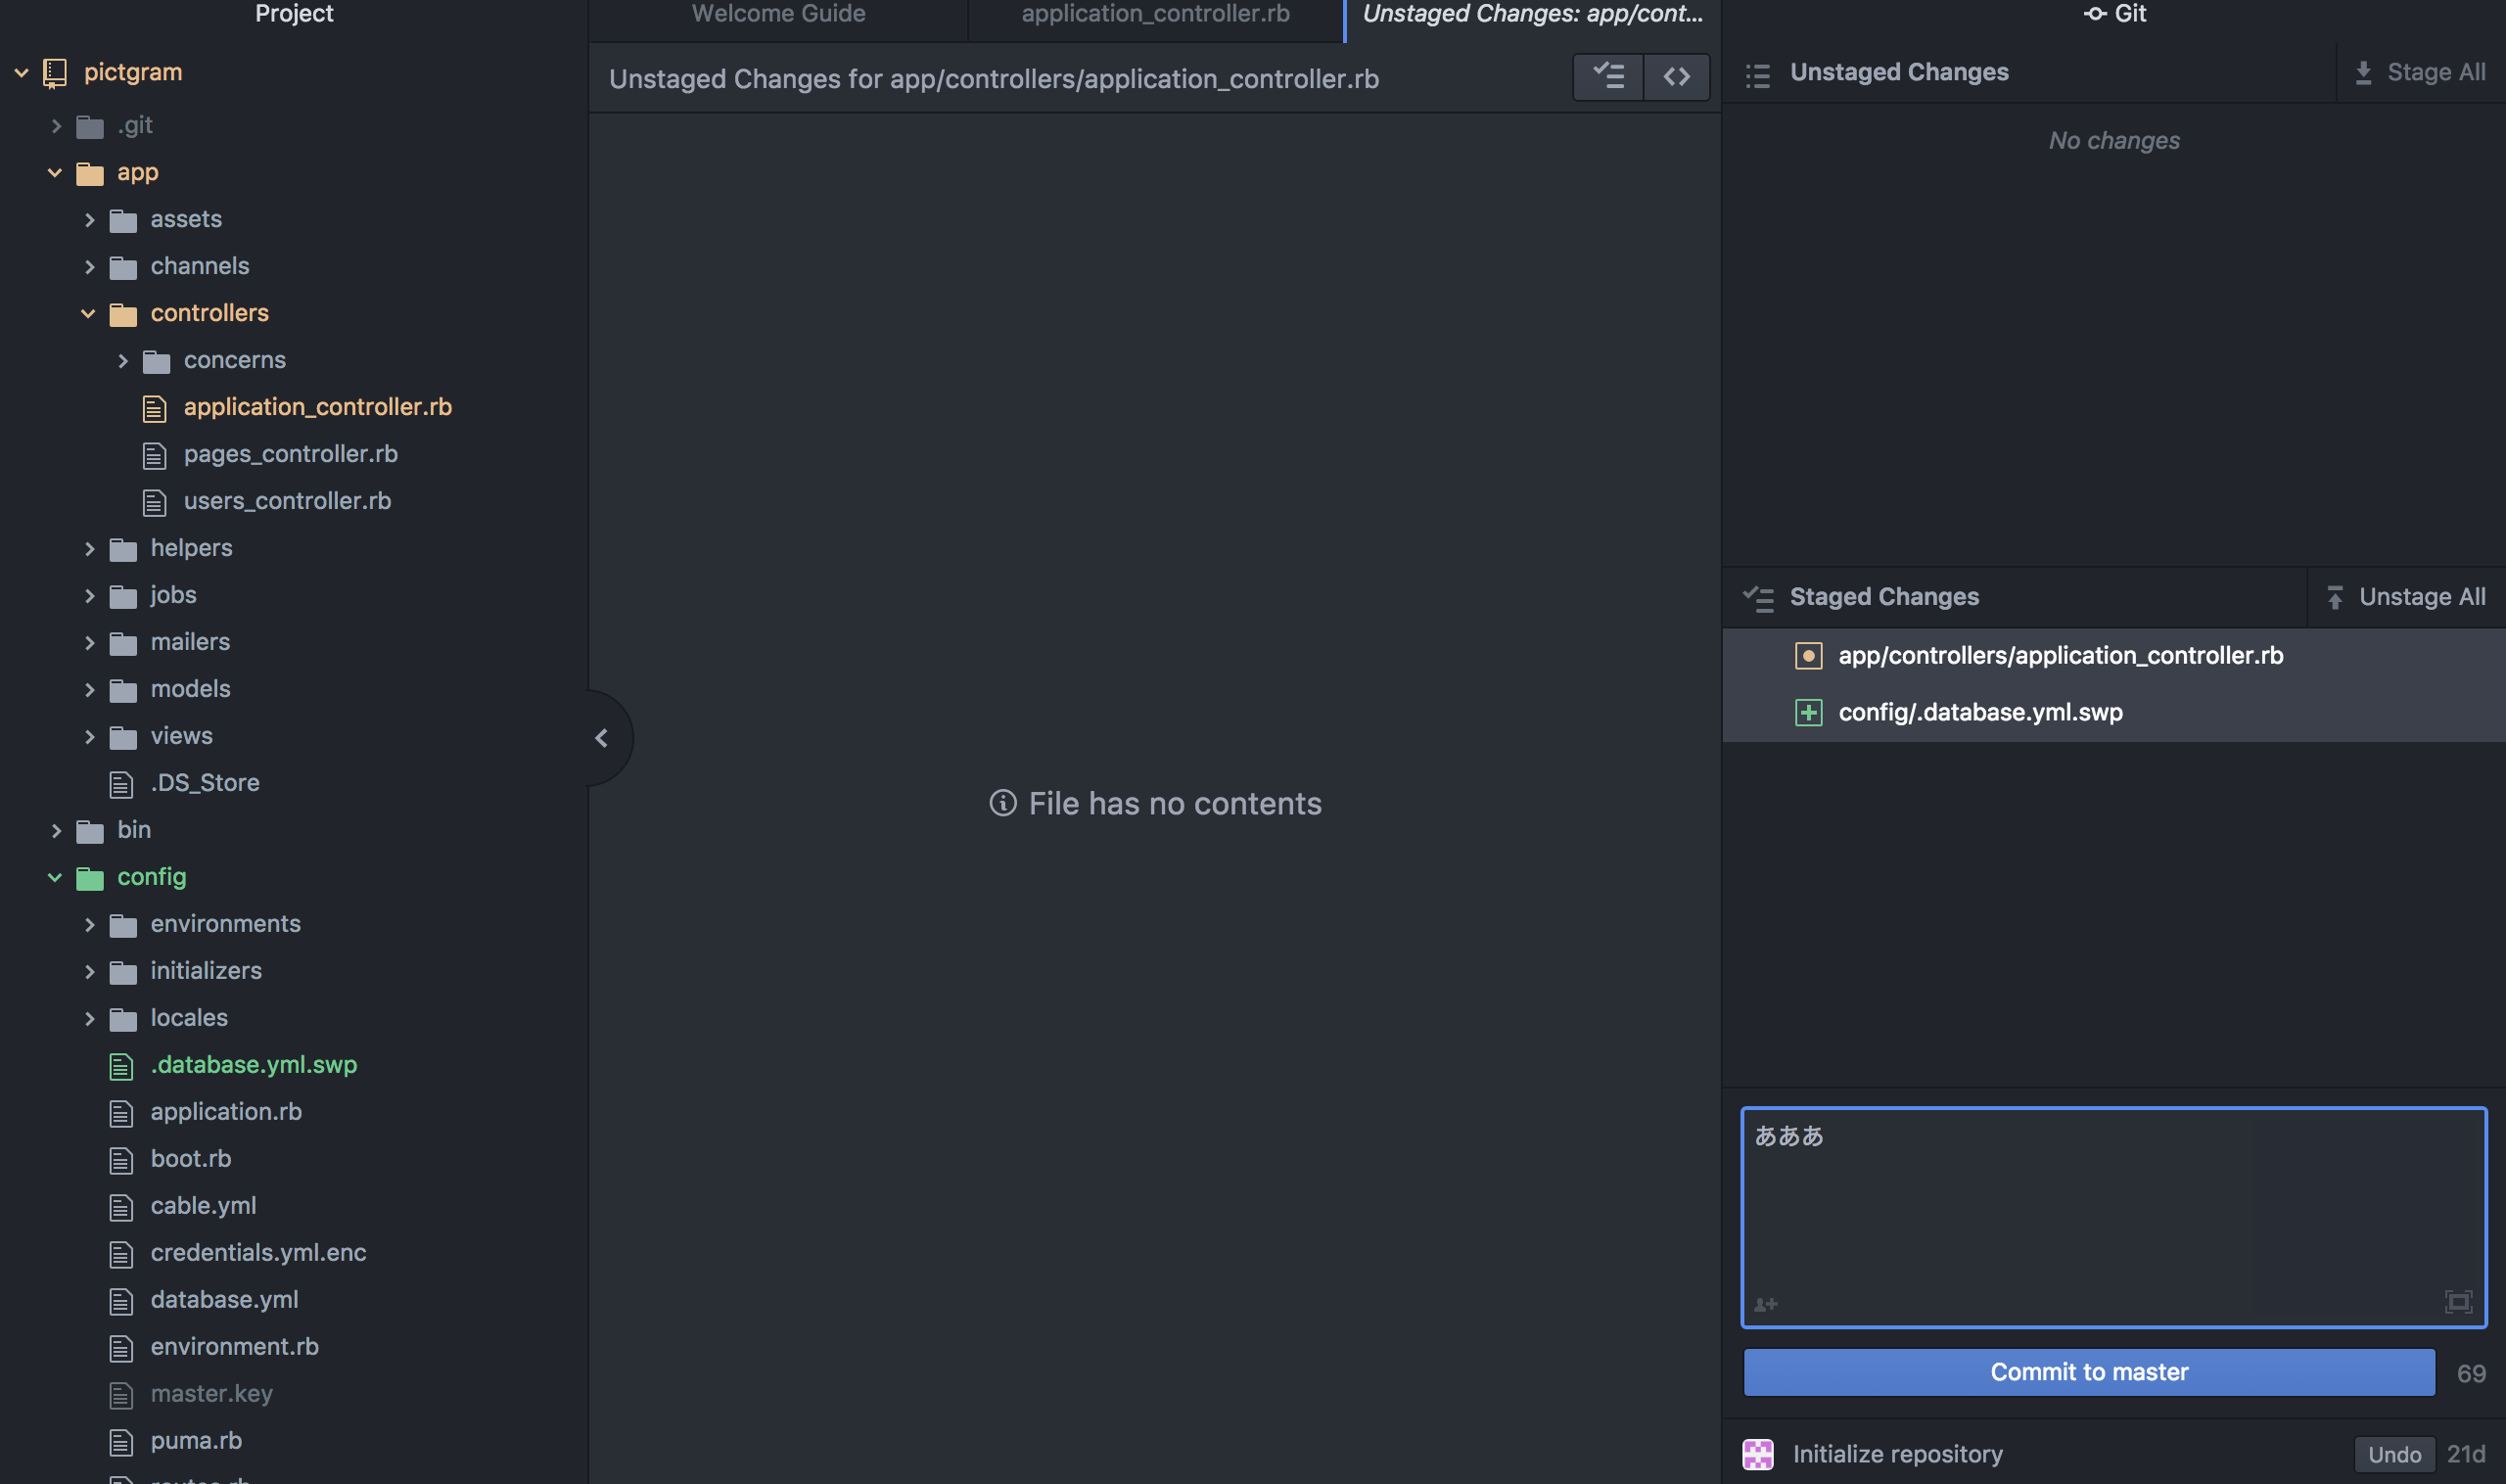 Project
pictgram
.git
app
assets
channels
controllers
concerns
application_controller.rb
pages_controller.rb
users_controller.rb
helpers
jobs
mailers
models
views
.DS_Store
bin
config
environments
initializers
locales
.database.yml.swp
application.rb
boot.rb
cable.yml
credentials.yml.enc
database.yml
environment.rb
master.key
puma.rb
Welcome Guide
application_controller.rb
Unstaged Changes: app/cont...
Unstaged Changes for app/controllers/application_controller.rb
File has no contents
Git
Unstaged Changes
Stage All
No changes
Staged Changes
Unstage All
app/controllers/application_controller.rb
config/.database.yml.swp
あああ
Commit to master
69
Initialize repository
Undo
21d